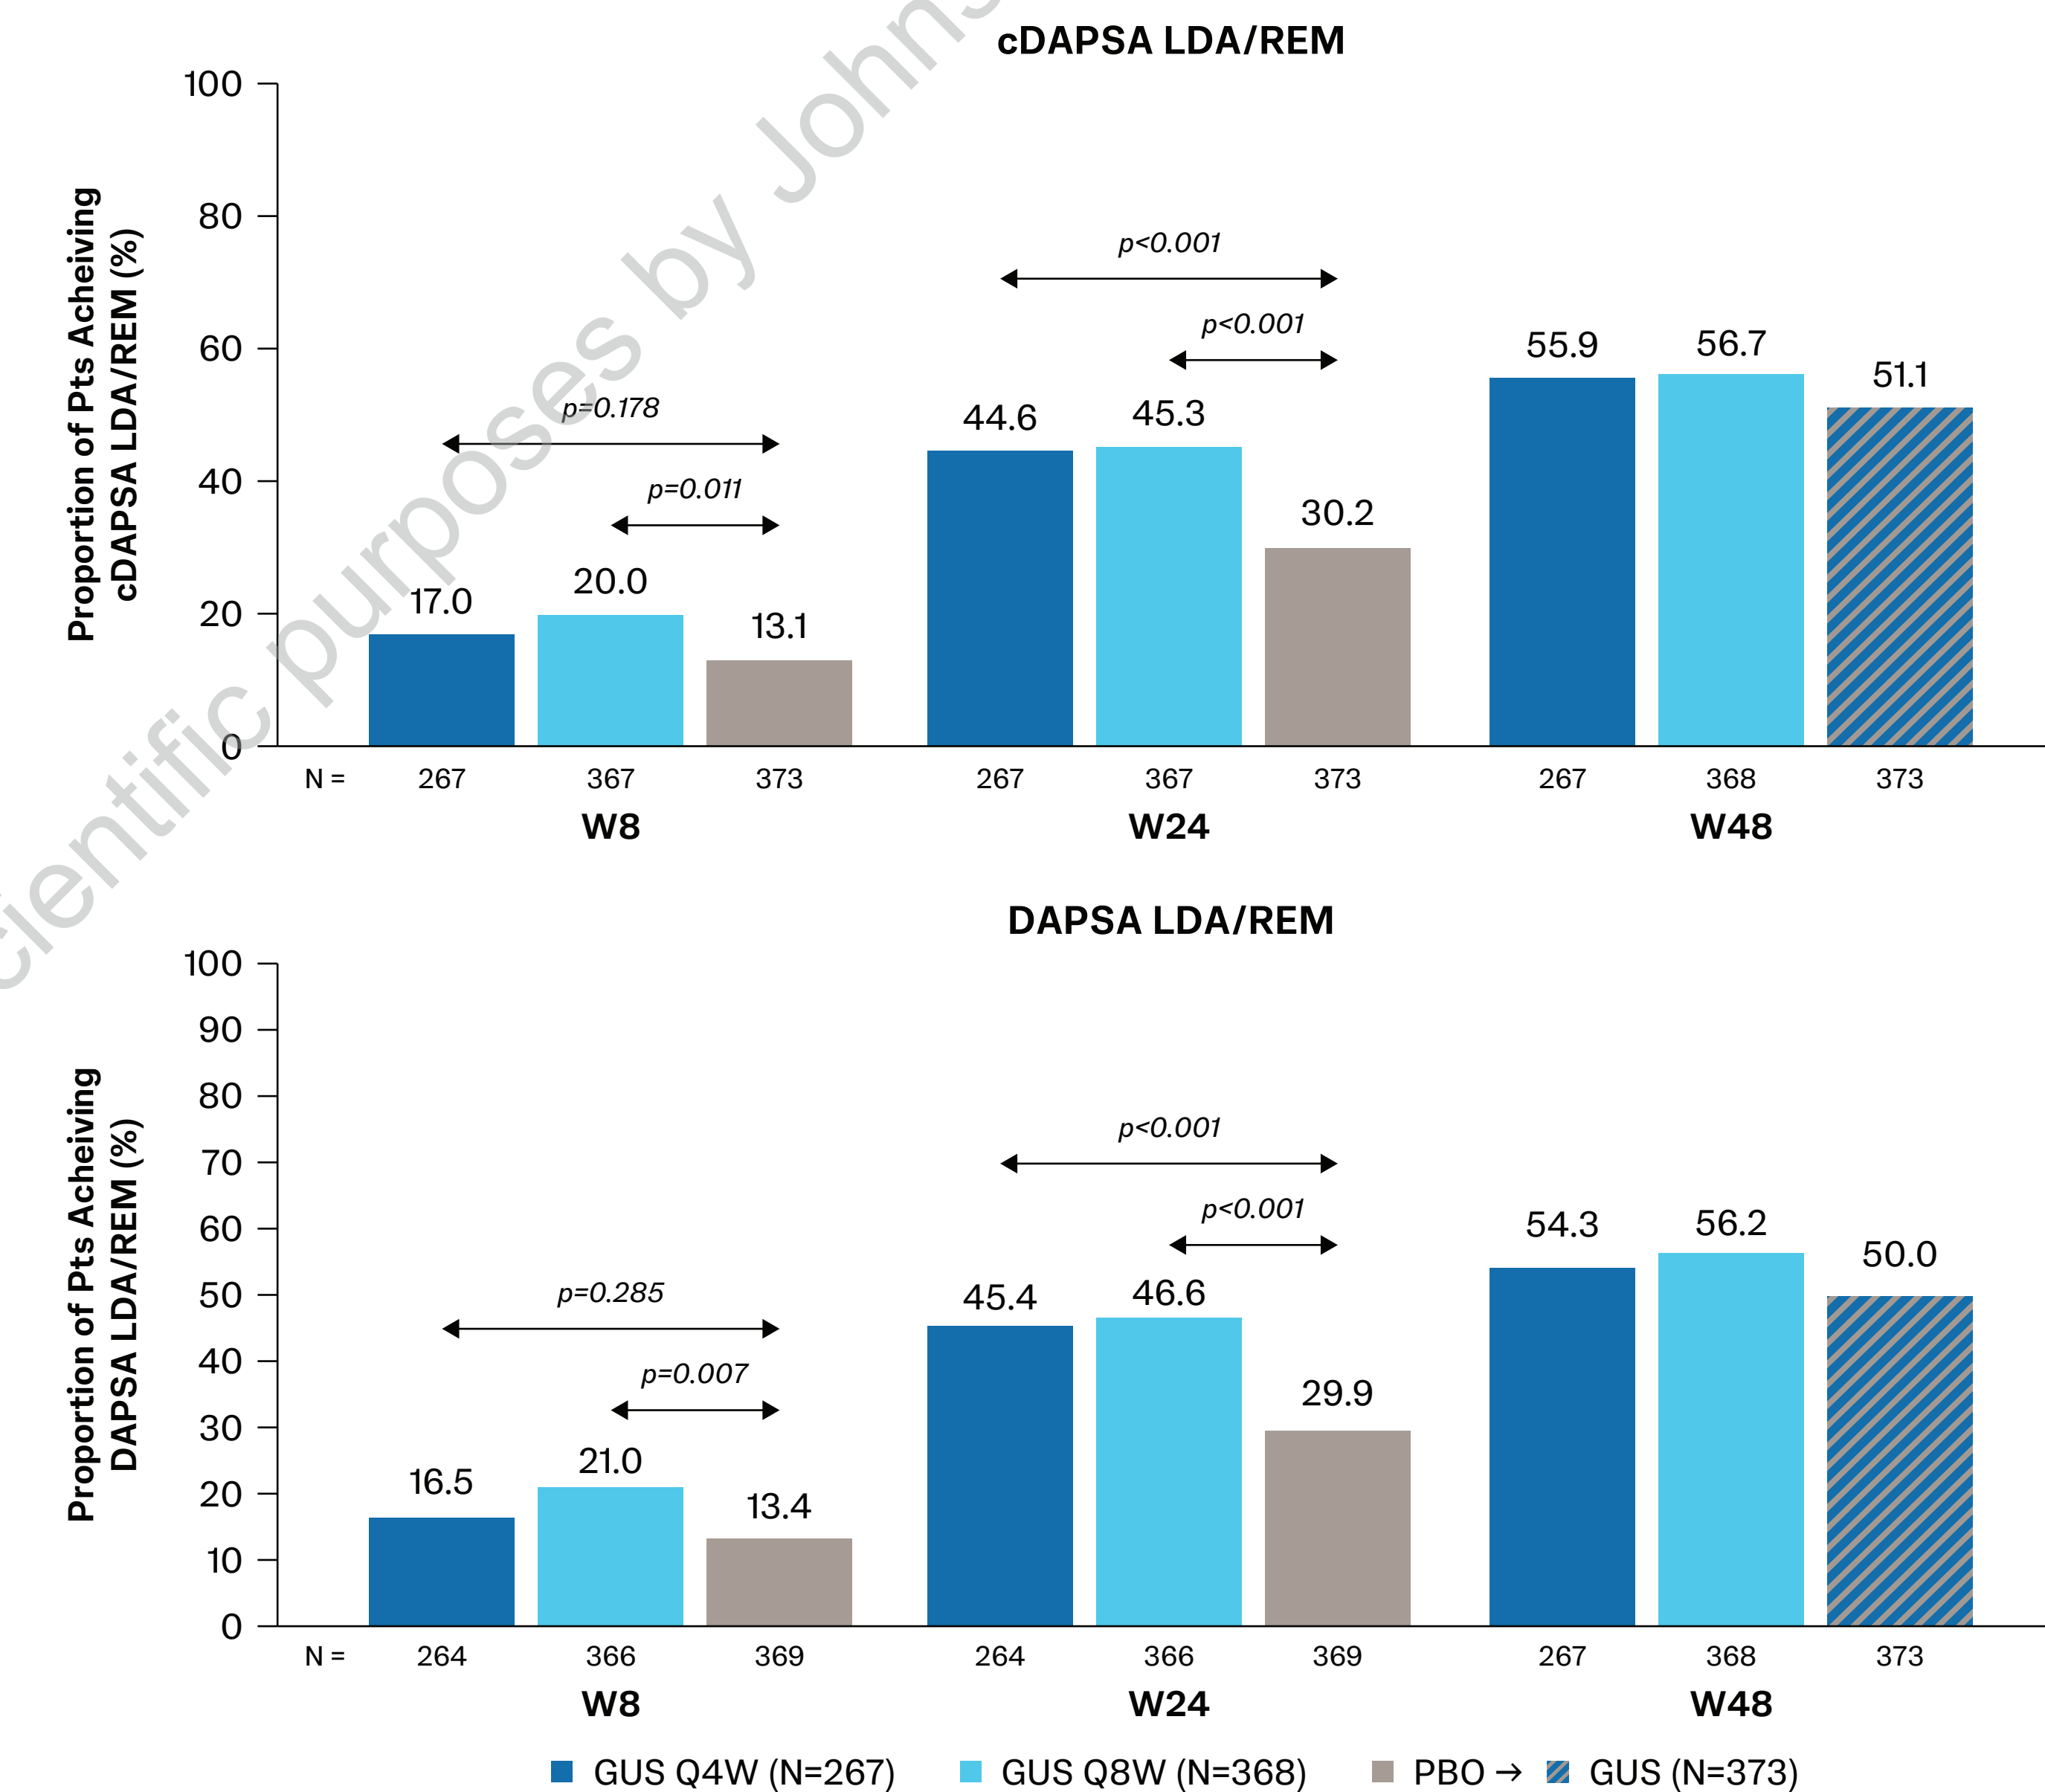 cDAPSA LDA/REM
Proportion of Pts Acheiving
cDAPSA LDA/REM (%)
100
80
60
40
20
0
p=0.178
p=0.011
p<0.001
p<0.001
17.0
20.0
13.1
44.6
45.3
30.2
55.9
56.7
51.1
N =
267
367
373
267
367
373
267
368
373
W8
W24
W48
DAPSA LDA/REM
Proportion of Pts Acheiving
DAPSA LDA/REM (%)
100
90
80
70
60
50
40
30
20
10
0
p=0.285
p=0.007
p<0.001
p<0.001
16.5
21.0
13.4
45.4
46.6
29.9
54.3
56.2
50.0
N =
264
366
369
264
366
369
267
368
373
W8
W24
W48
GUS Q4W (N=267)
GUS Q8W (N=368)
PBO → GUS (N=373)
purposes by